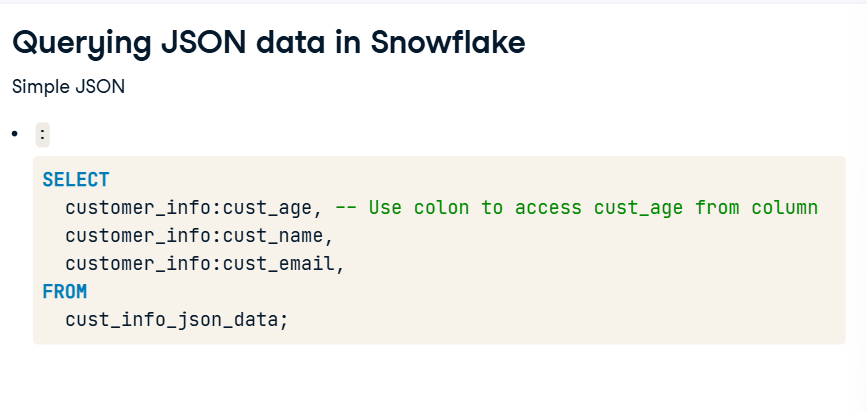 Querying JSON data in Snowflake
Simple JSON
• :
SELECT
  customer_info:cust_age, -- Use colon to access cust_age from column
  customer_info:cust_name,
  customer_info:cust_email,
FROM
  cust_info_json_data;